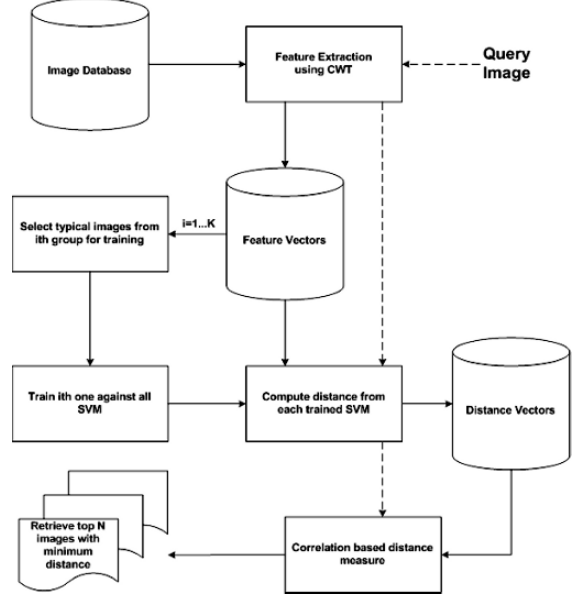 Image Database
Feature Extraction
using CWT
Query
Image
Select typical images from
ith group for training
i=1...K
Feature Vectors
Train ith one against all
SVM
Compute distance from
each trained SVM
Distance Vectors
Retrieve top N
images with
minimum
distance
Correlation based distance
measure